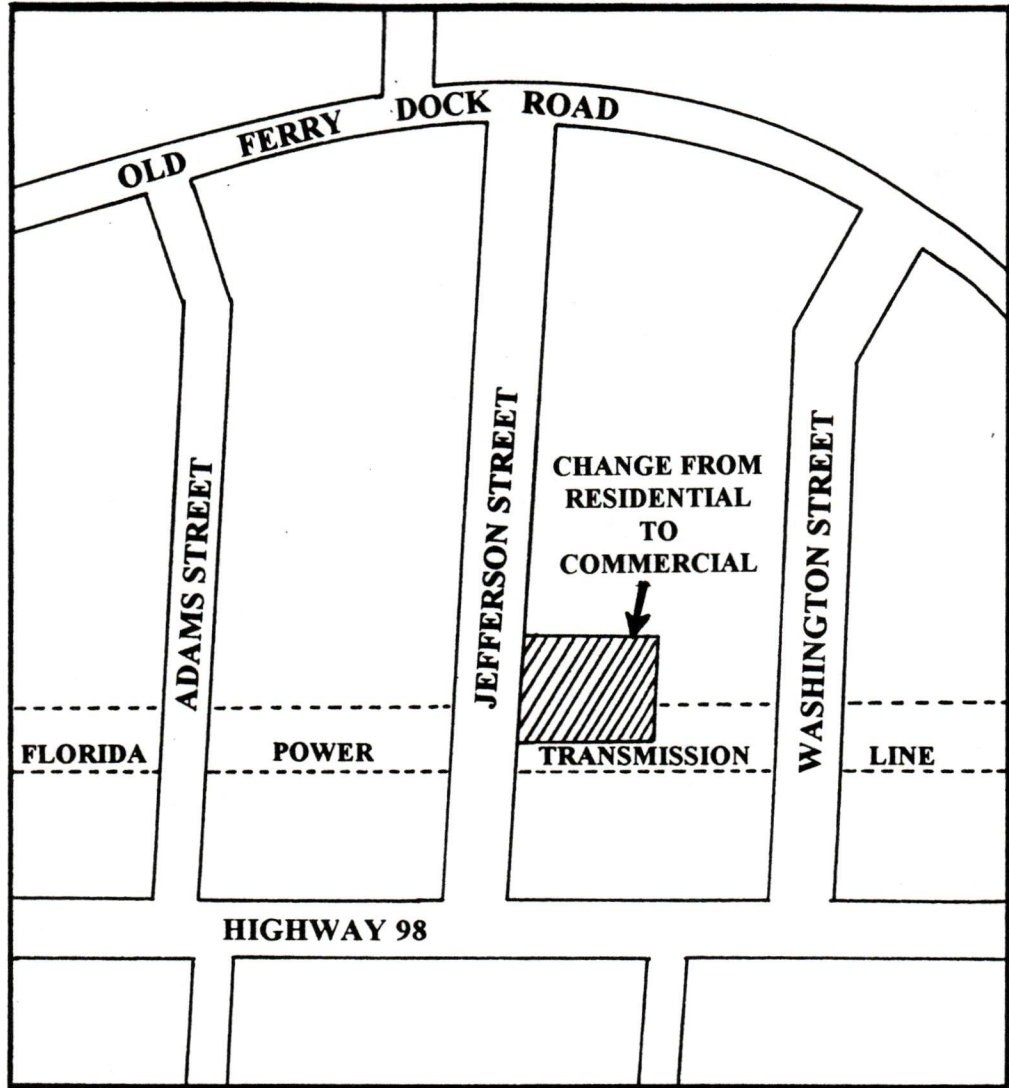 OLD FERRY DOCK ROAD
CHANGE FROM
RESIDENTIAL
TO
COMMERCIAL
ADAMS STREET
JEFFERSON STREET
WASHINGTON STREET
FLORIDA POWER TRANSMISSION LINE
HIGHWAY 98